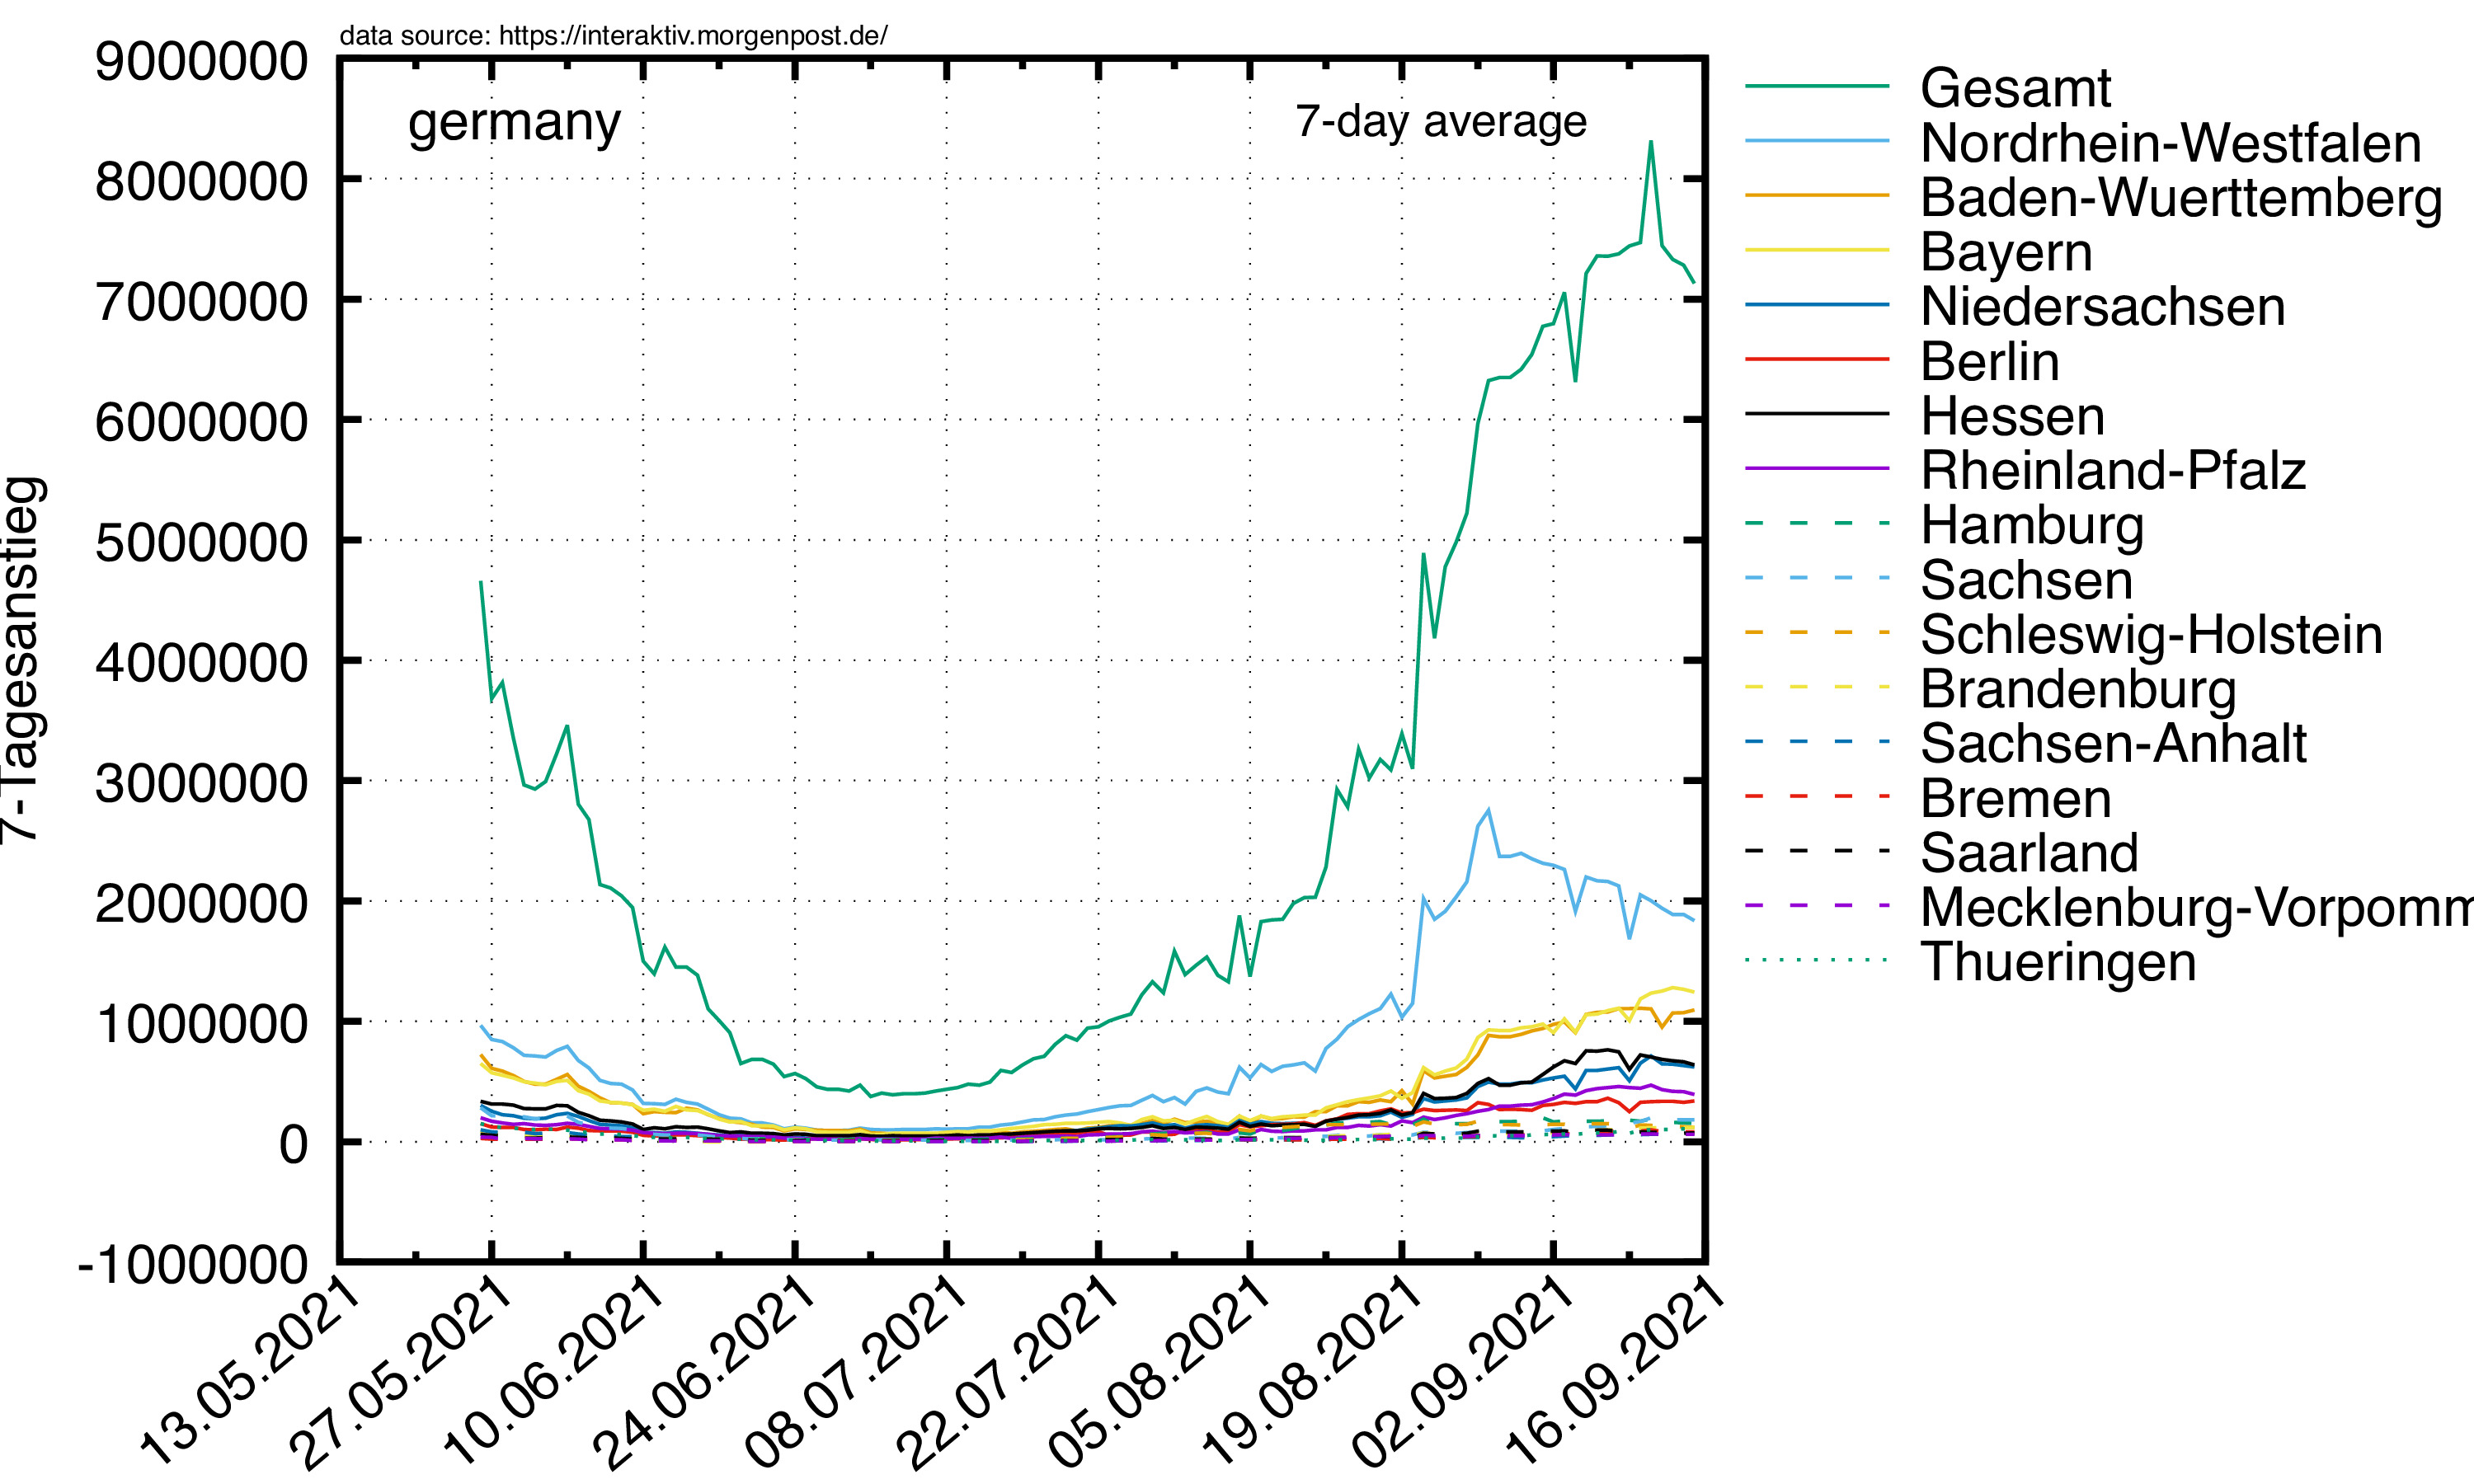 data source: https://interaktiv.morgenpost.de/
germany
7-day average
7-Tagesanstieg
9000000
8000000
7000000
6000000
5000000
4000000
3000000
2000000
1000000
0
-1000000
13.05.2021
27.05.2021
10.06.2021
24.06.2021
08.07.2021
22.07.2021
05.08.2021
19.08.2021
02.09.2021
16.09.2021
Gesamt
Nordrhein-Westfalen
Baden-Wuerttemberg
Bayern
Niedersachsen
Berlin
Hessen
Rheinland-Pfalz
Hamburg
Sachsen
Schleswig-Holstein
Brandenburg
Sachsen-Anhalt
Bremen
Saarland
Mecklenburg-Vorpomm
Thueringen